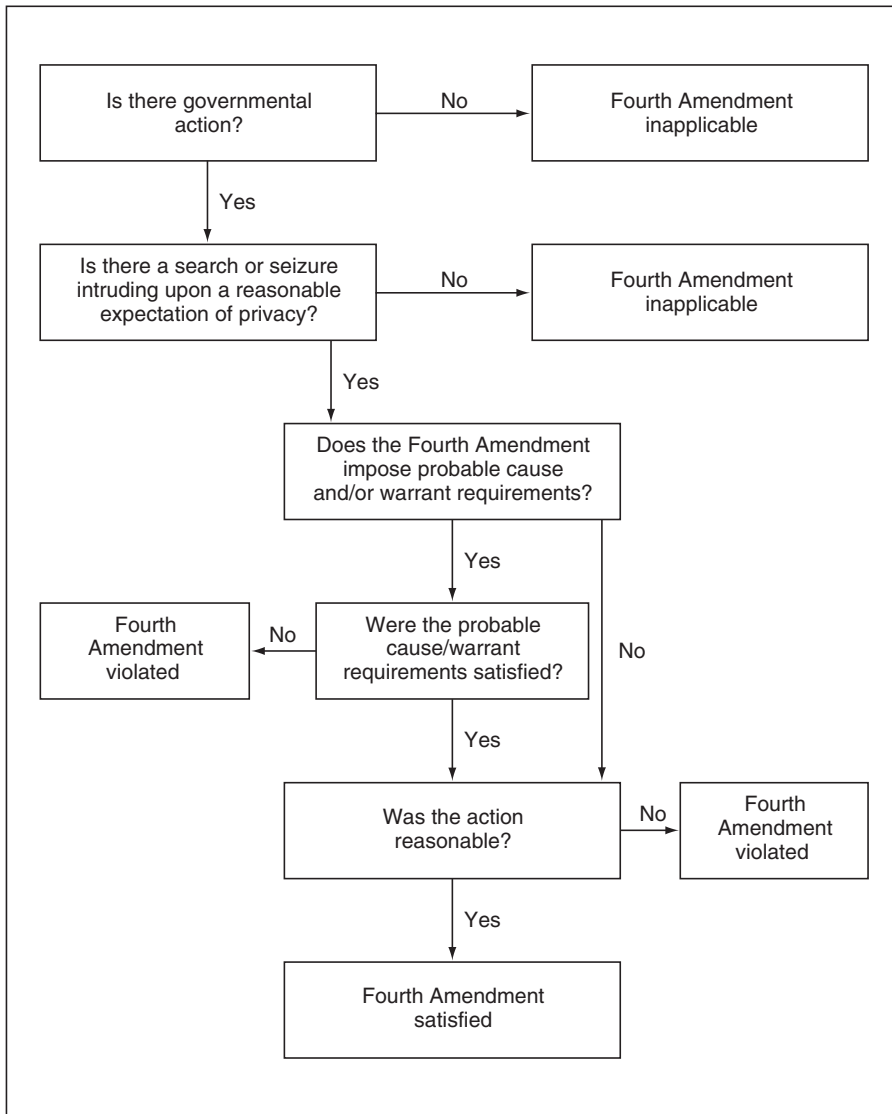 Is there governmental
action?
No
Fourth Amendment
inapplicable
Yes
Is there a search or seizure
intruding upon a reasonable
expectation of privacy?
No
Fourth Amendment
inapplicable
Yes
Does the Fourth Amendment
impose probable cause
and/or warrant requirements?
Yes
No
Fourth
Amendment
violated
No
Were the probable
cause/warrant
requirements satisfied?
Yes
Was the action
reasonable?
No
Fourth
Amendment
violated
Yes
Fourth Amendment
satisfied